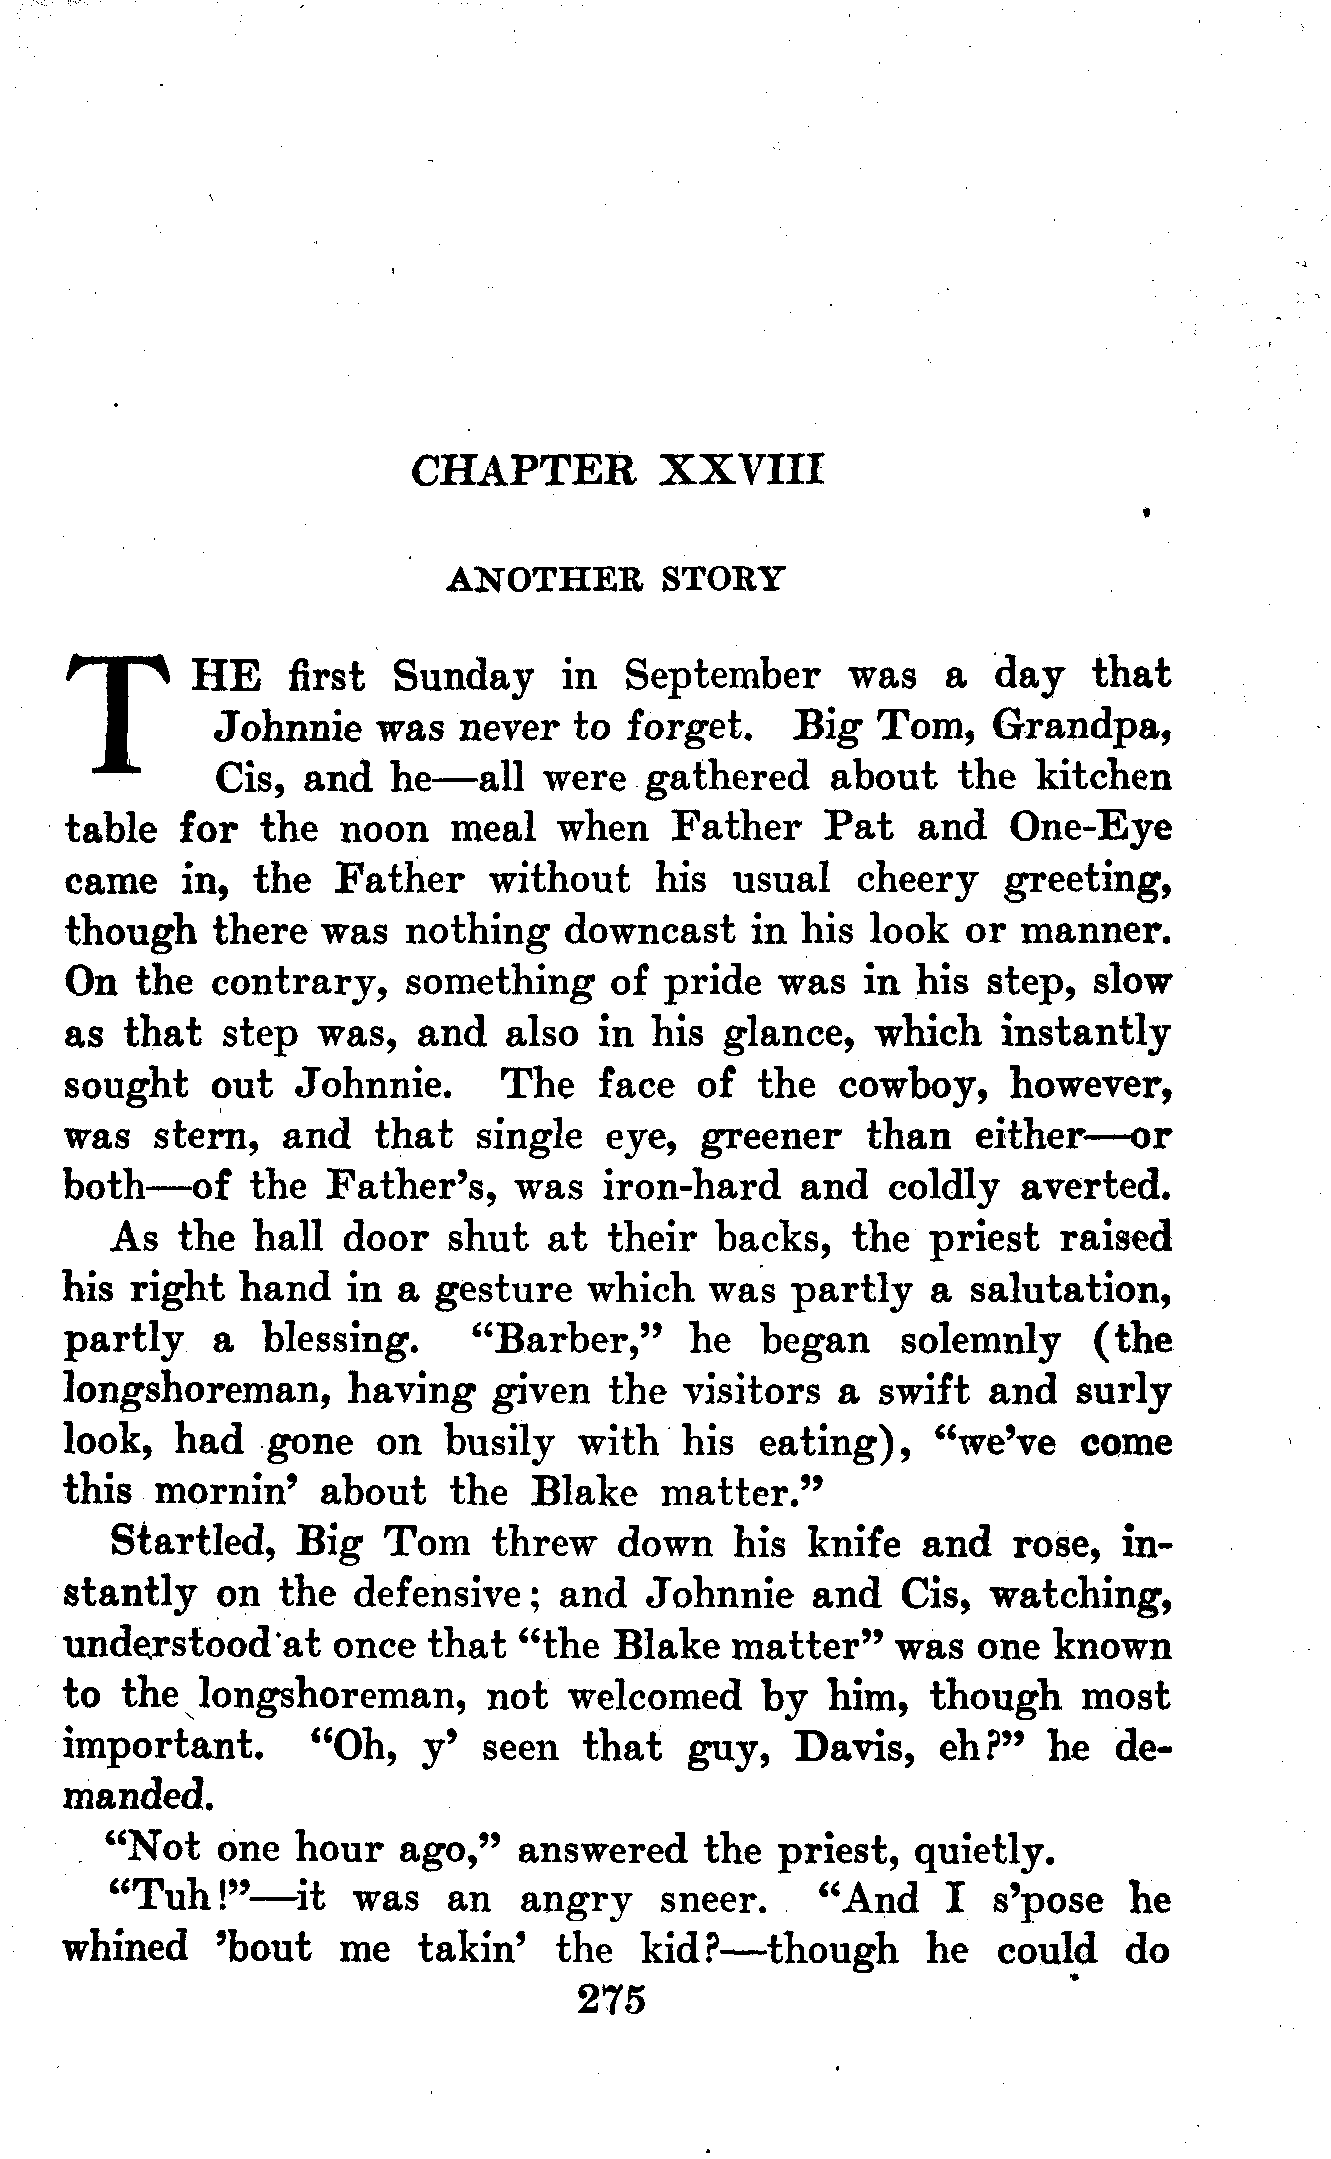 CHAPTER XXVIII
ANOTHER STORY
THE first Sunday in September was a day that
Johnnie was never to forget. Big Tom, Grandpa,
Cis, and he—all were gathered about the kitchen
table for the noon meal when Father Pat and One-Eye
came in, the Father without his usual cheery greeting,
though there was nothing downcast in his look or manner.
On the contrary, something of pride was in his step, slow
as that step was, and also in his glance, which instantly
sought out Johnnie. The face of the cowboy, however,
was stern, and that single eye, greener than either—or
both—of the Father's, was iron-hard and coldly averted.
As the hall door shut at their backs, the priest raised
his right hand in a gesture which was partly a salutation,
partly a blessing. “Barber,” he began solemnly (the
longshoreman, having given the visitors a swift and surly
look, had gone on busily with his eating), “we've come
this mornin' about the Blake matter.”
Startled, Big Tom threw down his knife and rose, in-
stantly on the defensive; and Johnnie and Cis, watching,
understood at once that “the Blake matter” was one known
to the longshoreman, not welcomed by him, though most
important. “Oh, y' seen that guy, Davis, eh?” he de-
manded.
“Not one hour ago,” answered the priest, quietly.
“Tuh!”—it was an angry sneer. “And I s'pose he
whined 'bout me takin' the kid?—though he could do
275